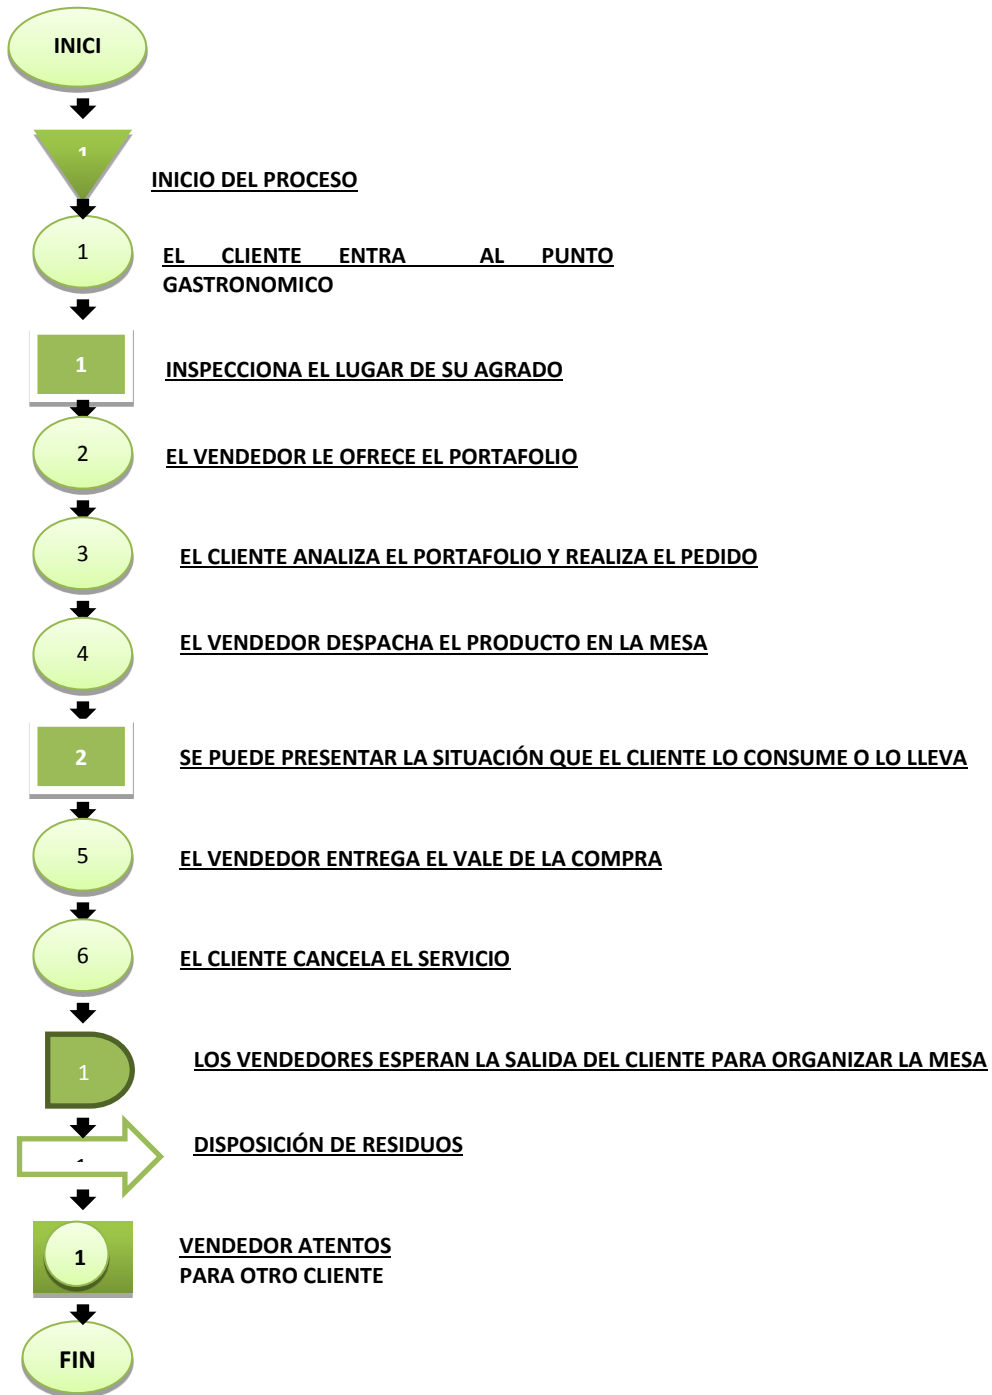 INICI
1
INICIO DEL PROCESO
1
EL CLIENTE ENTRA AL PUNTO
GASTRONOMICO
1
INSPECCIONA EL LUGAR DE SU AGRADO
2
EL VENDEDOR LE OFRECE EL PORTAFOLIO
3
EL CLIENTE ANALIZA EL PORTAFOLIO Y REALIZA EL PEDIDO
4
EL VENDEDOR DESPACHA EL PRODUCTO EN LA MESA
2
SE PUEDE PRESENTAR LA SITUACIÓN QUE EL CLIENTE LO CONSUME O LO LLEVA
5
EL VENDEDOR ENTREGA EL VALE DE LA COMPRA
6
EL CLIENTE CANCELA EL SERVICIO
1
LOS VENDEDORES ESPERAN LA SALIDA DEL CLIENTE PARA ORGANIZAR LA MESA
DISPOSICIÓN DE RESIDUOS
1
VENDEDOR ATENTOS
PARA OTRO CLIENTE
FIN